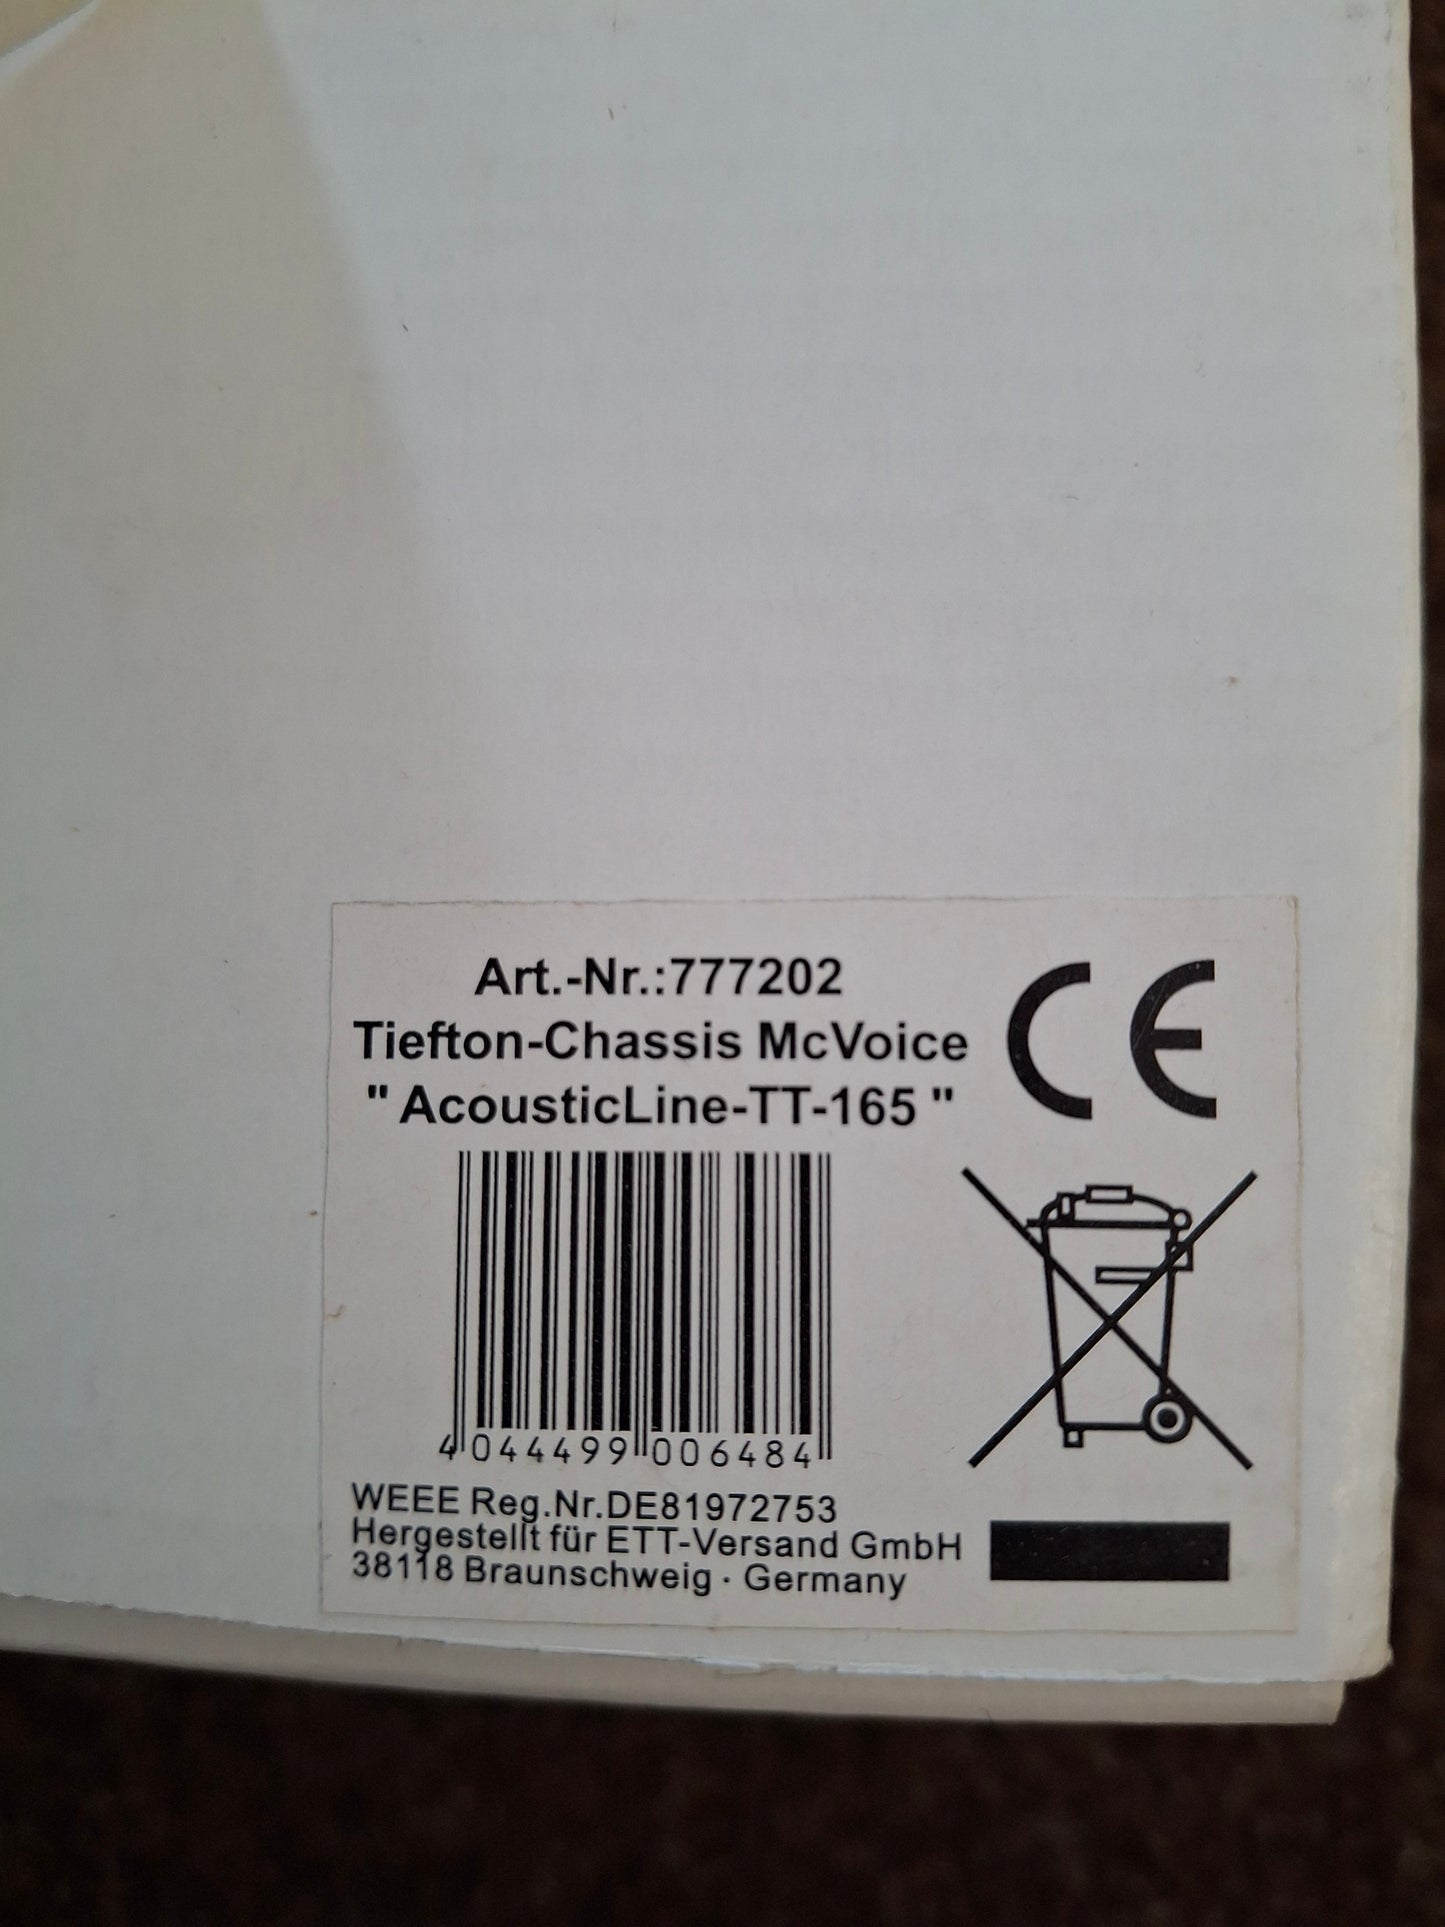 Art.-Nr.:777202
Tiefton-Chassis McVoice
" AcousticLine-TT-165 "
CE
4 044499 006484
WEEE Reg.Nr.DE81972753
Hergestellt für ETT-Versand GmbH
38118 Braunschweig · Germany